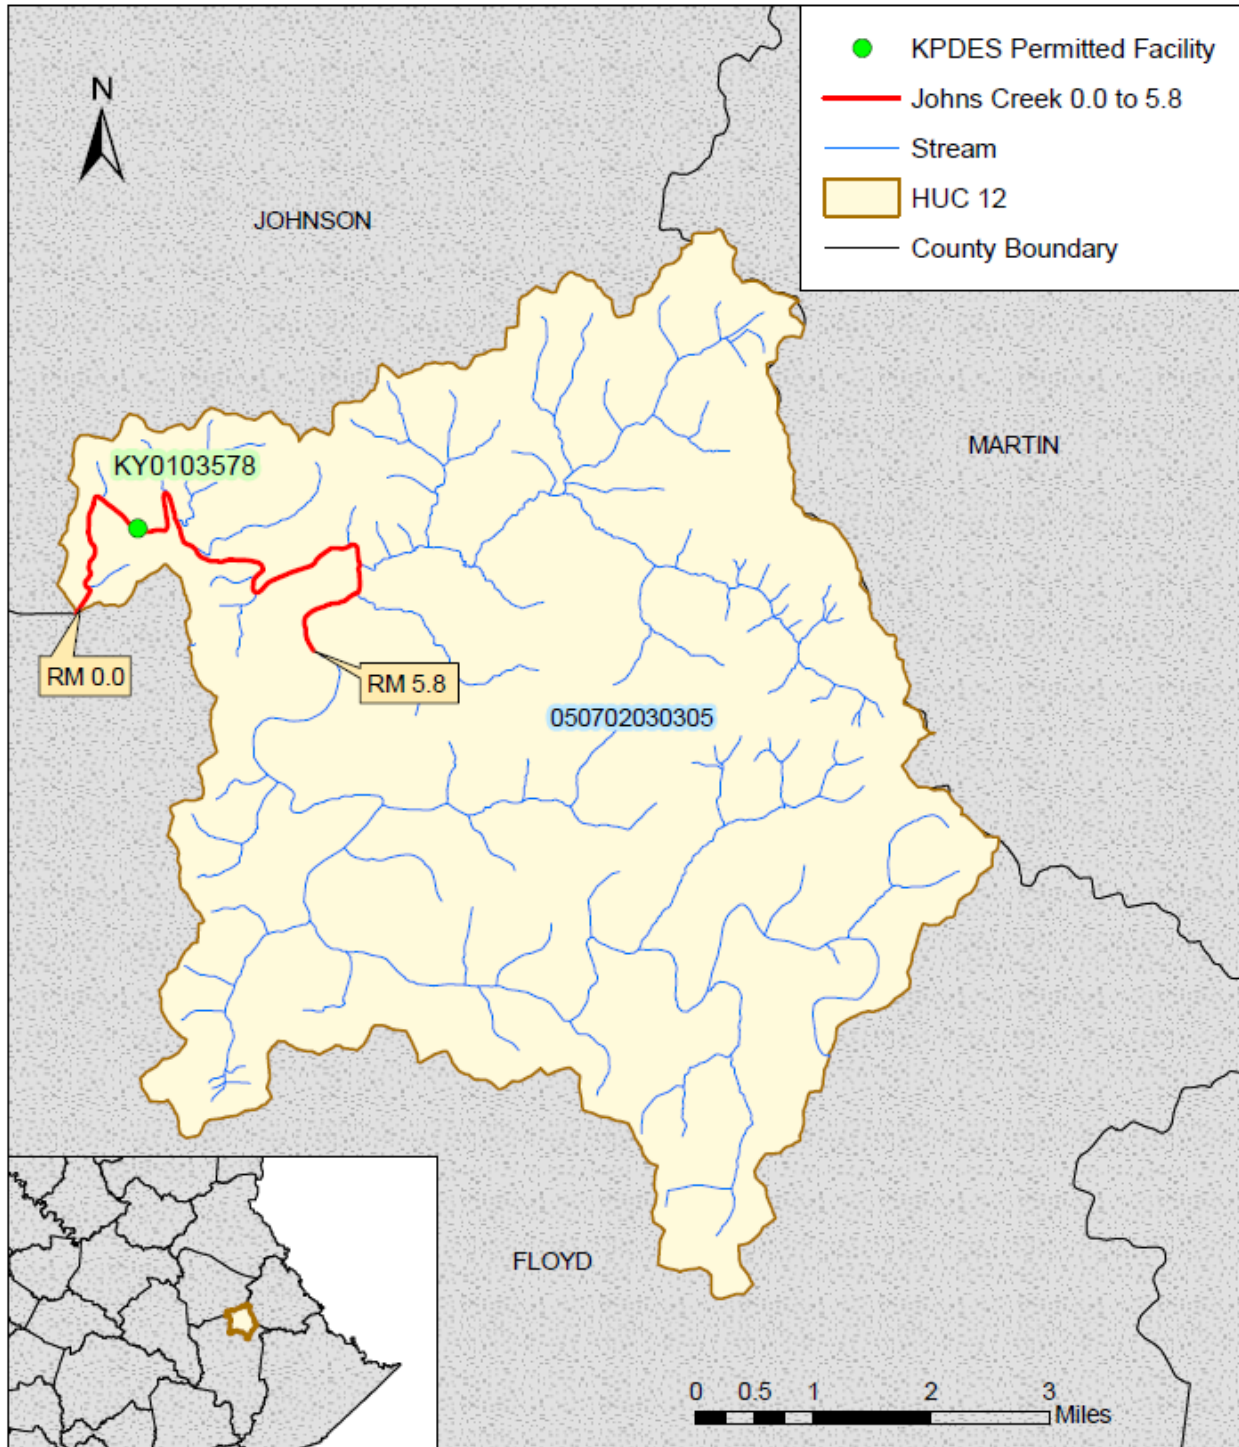 KPDES Permitted Facility
Johns Creek 0.0 to 5.8
Stream
HUC 12
County Boundary
N
JOHNSON
MARTIN
KY0103578
RM 0.0
RM 5.8
050702030305
FLOYD
0 0.5 1 2 3
Miles